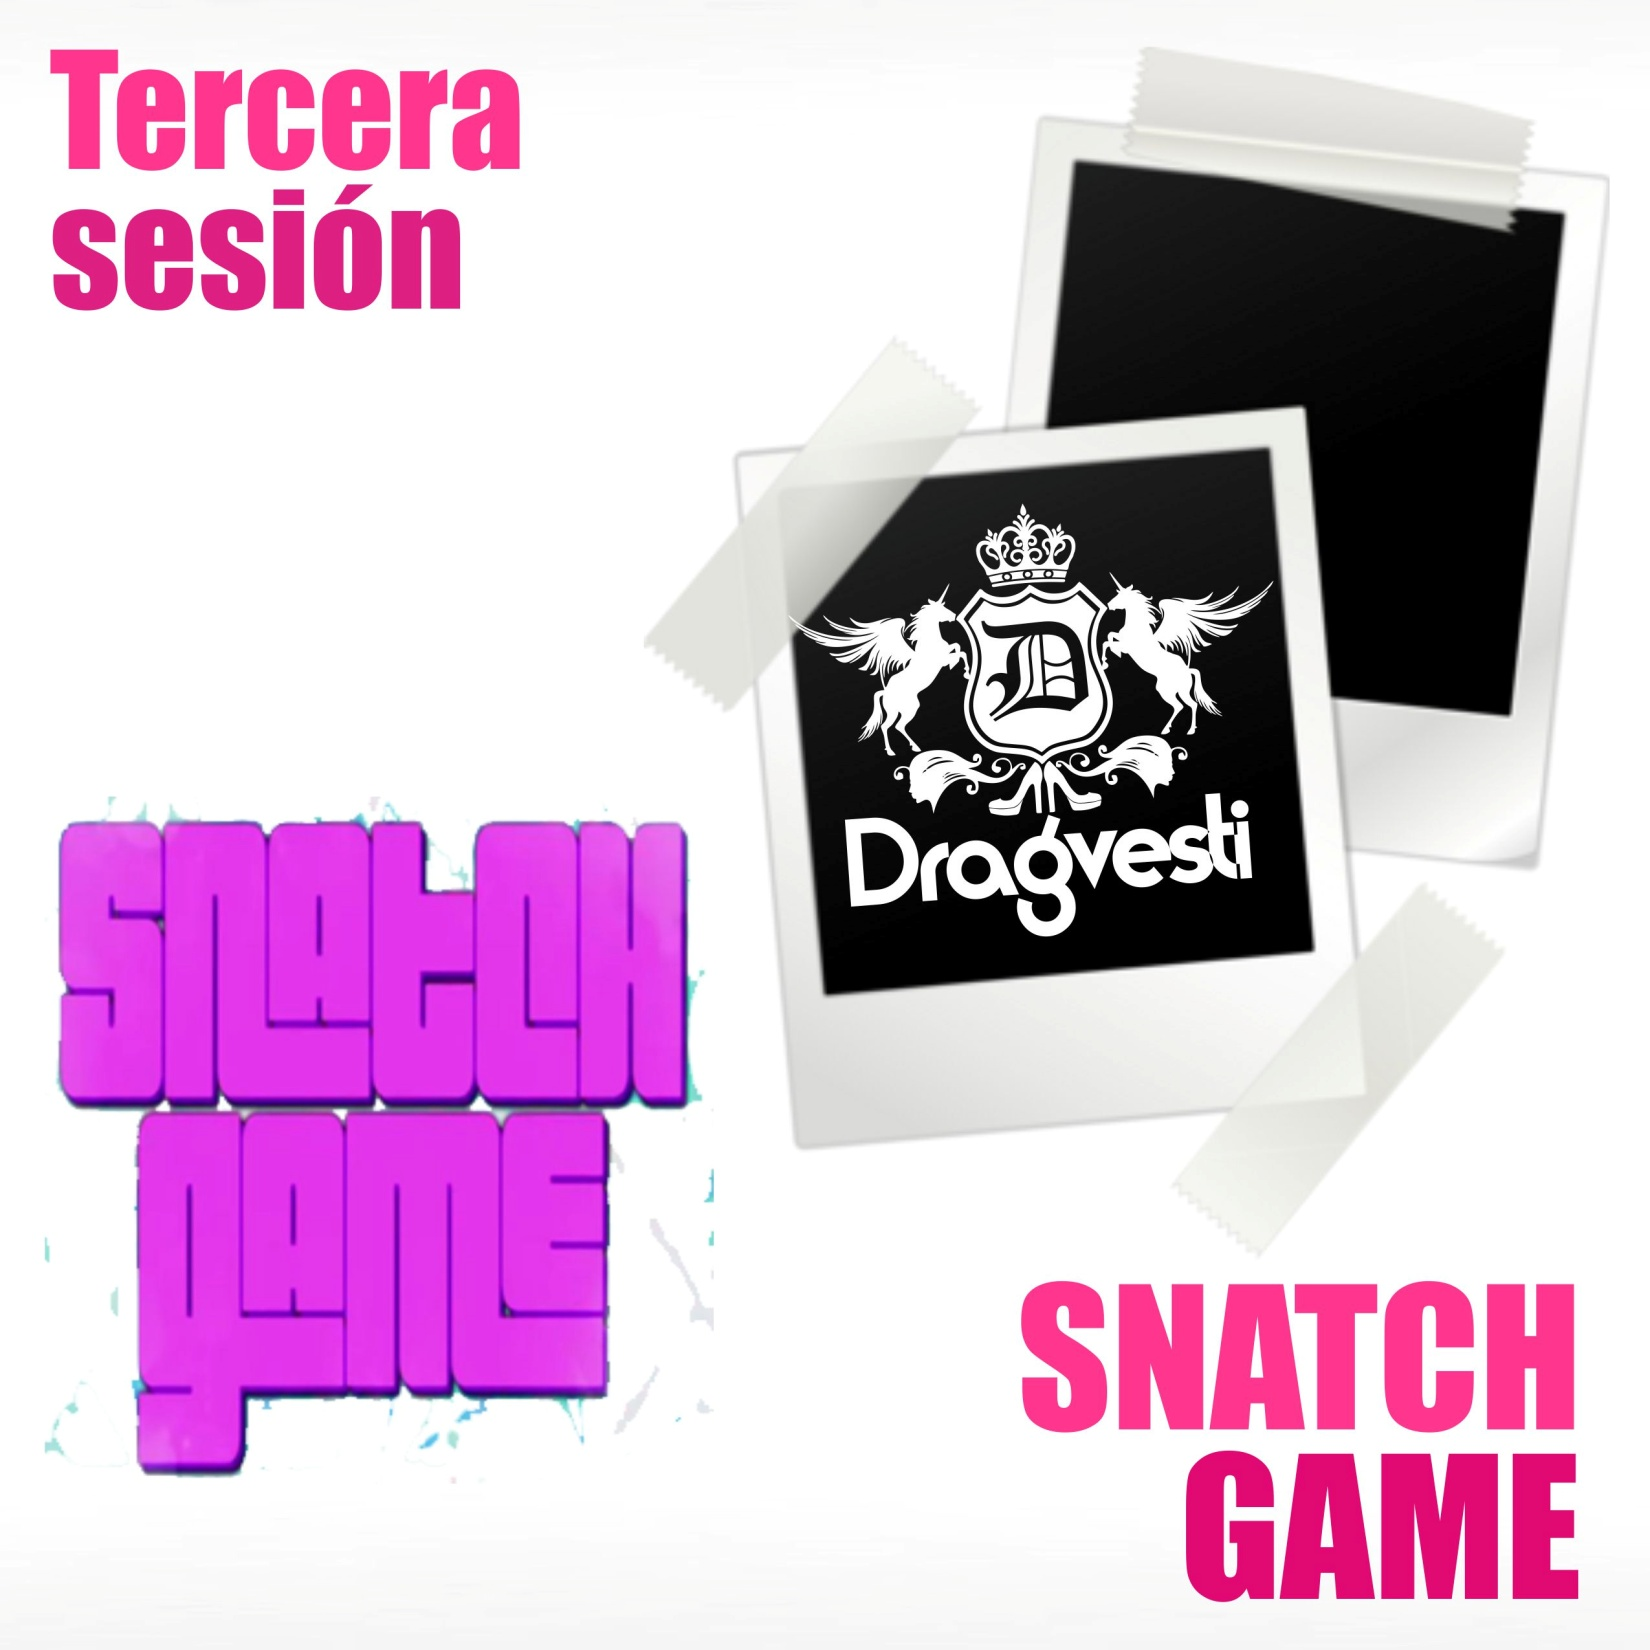 Tercera
sesión
D
Dragvesti
SNATCH
GAME
SNATCH
GAME